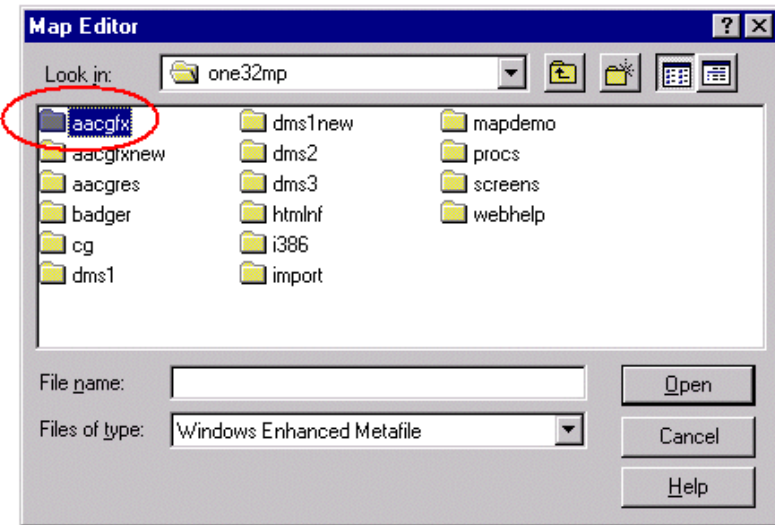 Map Editor
Look in: one32mp
aacgfx dms1new mapdemo
aacgfxnew dms2 procs
aacgres dms3 screens
badger htmlnf webhelp
cg i386
dms1 import
File name: Open
Files of type: Windows Enhanced Metafile Cancel
Help